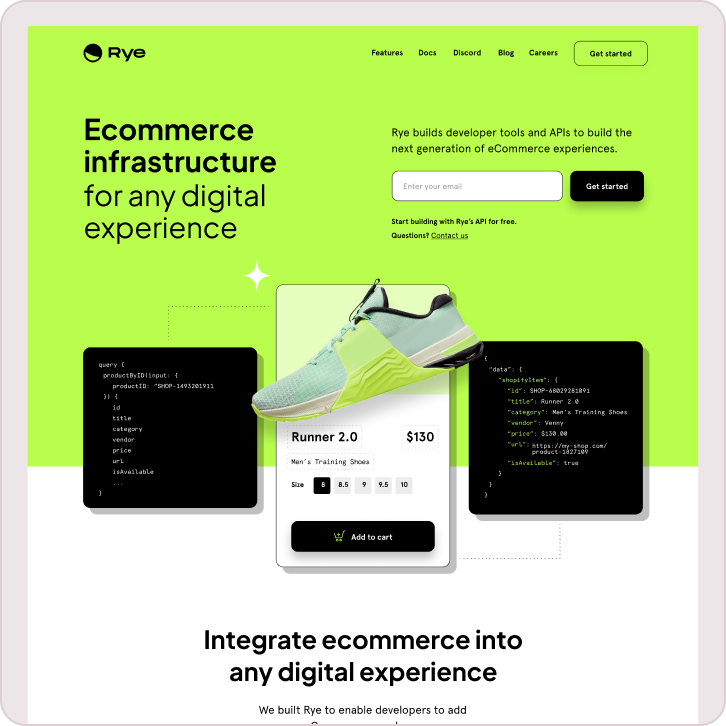 Rye
Features Docs Discord Blog Careers Get started
Ecommerce
infrastructure
for any digital
experience
Rye builds developer tools and APIs to build the
next generation of eCommerce experiences.
Enter your email
Get started
Start building with Rye's API for free.
Questions? Contact us
query {
productByID(input: {
productID: "SHOP-1493201911
}) {
id
title
category
vendor
price
url
isAvailable
...
}
Runner 2.0 $130
Men's Training Shoes
Size 8 8.5 9 9.5 10
Add to cart
{
"data": {
"shopifyItem": {
"id": SHOP-68029281891
"title": Runner 2.0
"category": Men's Training Shoes
"vendor": Venny
"price": $130.00
"url": https://my-shop.com/
product-1827109
"isAvailable": true
}
}
}
Integrate ecommerce into
any digital experience
We built Rye to enable developers to add